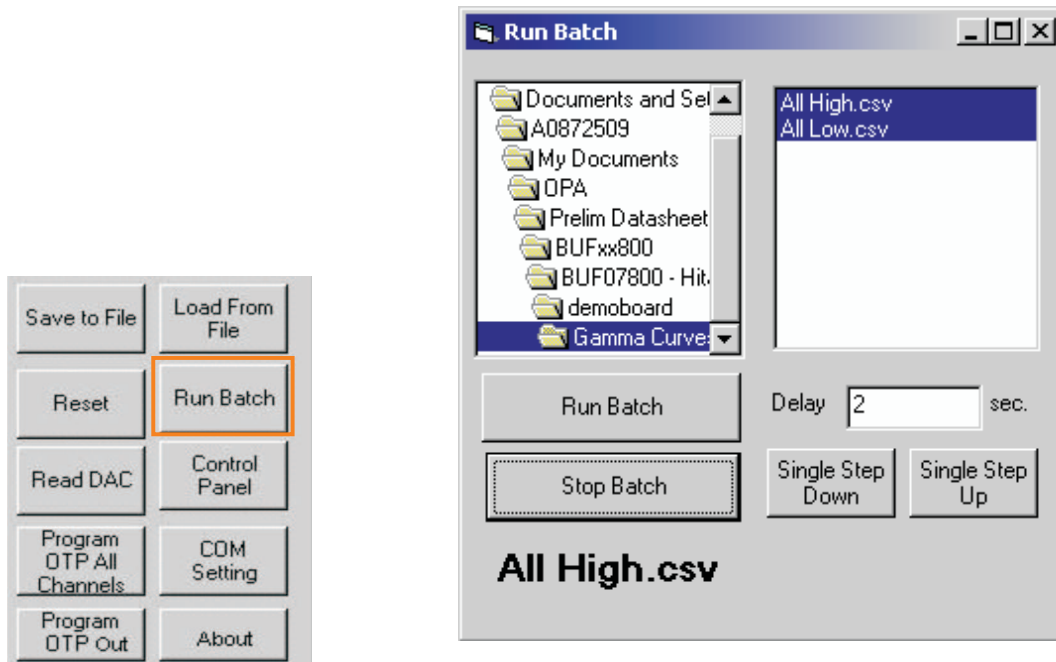 Save to File
Load From
File
Reset
Run Batch
Read DAC
Control
Panel
Program
OTP All
Channels
COM
Setting
Program
OTP Out
About
Run Batch
Documents and Set
A0872509
My Documents
OPA
Prelim Datasheet
BUFxx800
BUF07800 - Hit
demoboard
Gamma Curve
All High.csv
All Low.csv
Run Batch
Delay 2 sec.
Stop Batch
Single Step
Down
Single Step
Up
All High.csv